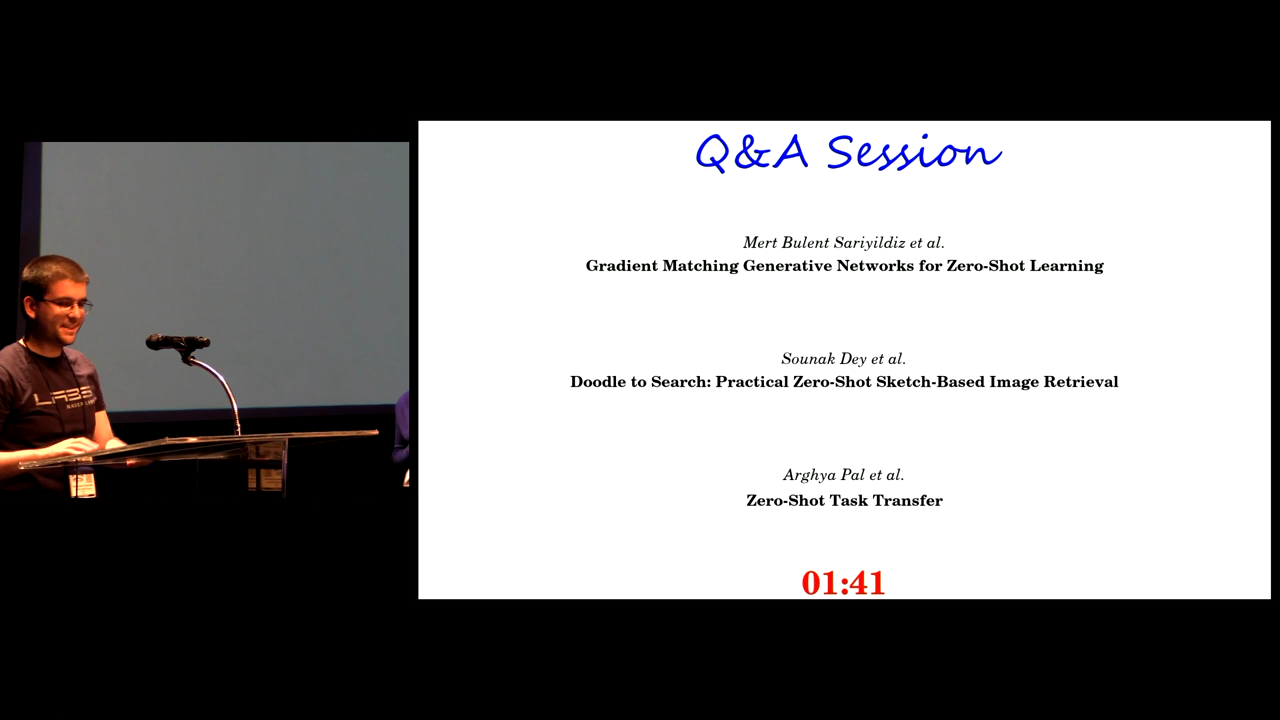 LABS
Q&A Session
Mert Bulent Sariyildiz et al.
Gradient Matching Generative Networks for Zero-Shot Learning
Sounak Dey et al.
Doodle to Search: Practical Zero-Shot Sketch-Based Image Retrieval
Arghya Pal et al.
Zero-Shot Task Transfer
01:41